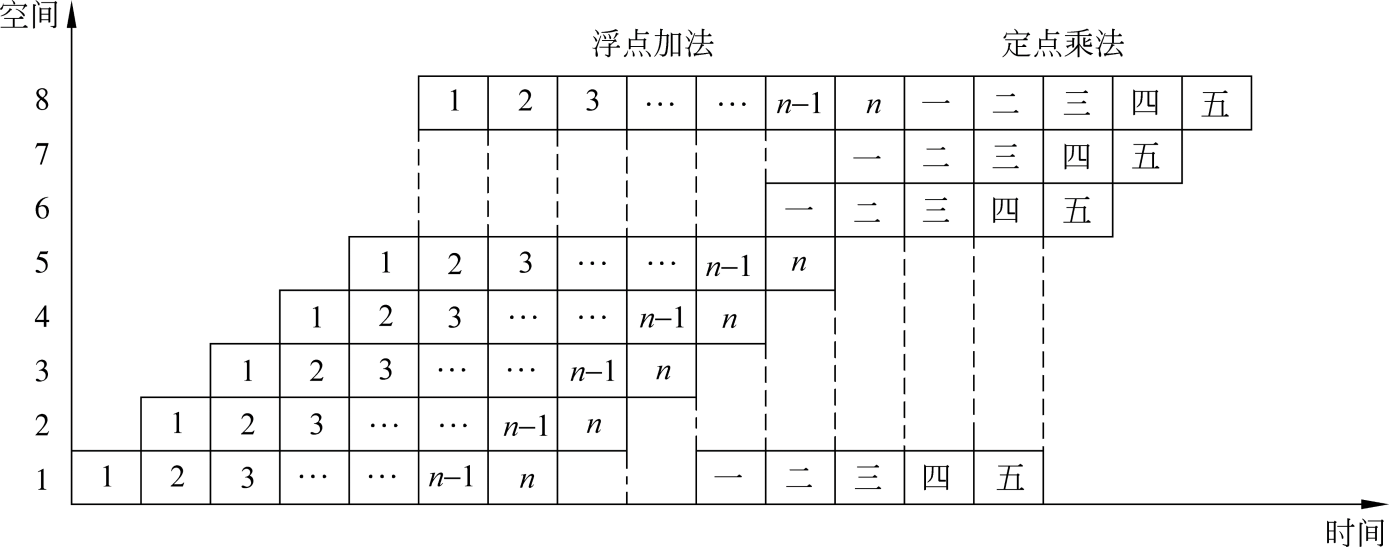 空间
浮点加法 定点乘法
8 1 2 3 … … n−1 n 一 二 三 四 五
7 一 二 三 四 五
6 一 二 三 四 五
5 1 2 3 … … n−1 n
4 1 2 3 … … n−1 n
3 1 2 3 … … n−1 n
2 1 2 3 … … n−1 n
1 1 2 3 … … n−1 n 一 二 三 四 五
时间